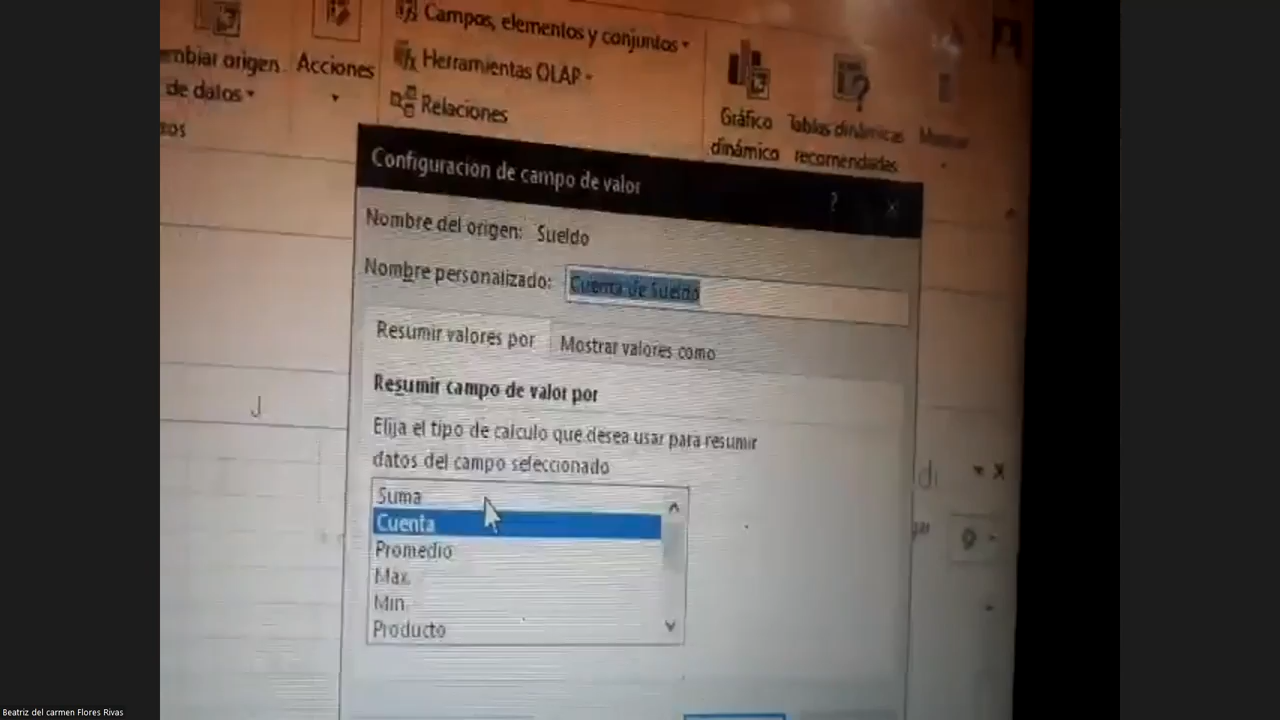 Campos, elementos y conjuntos
mbiar origen
de datos
Acciones
Herramientas OLAP
Relaciones
Gráfico
dinámico
Tablas dinámicas
recomendadas
Configuración de campo de valor
?
Nombre del origen: Sueldo
Nombre personalizado: Cuenta de Sueldo
Resumir valores por
Mostrar valores como
Resumir campo de valor por
J
Elija el tipo de cálculo que desea usar para resumir
datos del campo seleccionado
Suma
Cuenta
Promedio
Máx.
Mín.
Producto
Beatriz del carmen Flores Rivas